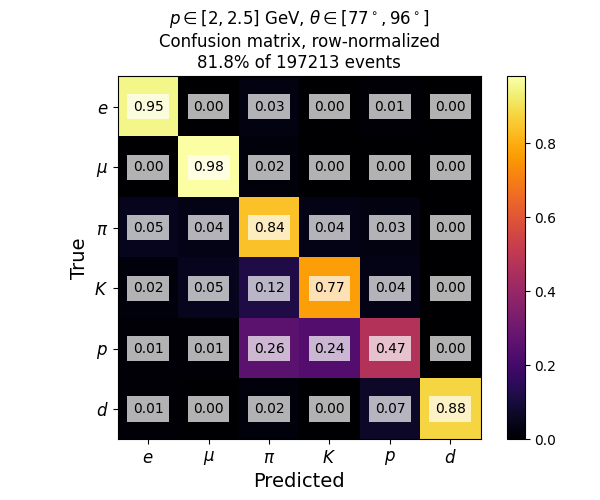 p ∈ [2, 2.5] GeV, θ ∈ [77°, 96°]
Confusion matrix, row-normalized
81.8% of 197213 events
e 0.95 0.00 0.03 0.00 0.01 0.00
μ 0.00 0.98 0.02 0.00 0.00 0.00
π 0.05 0.04 0.84 0.04 0.03 0.00
K 0.02 0.05 0.12 0.77 0.04 0.00
p 0.01 0.01 0.26 0.24 0.47 0.00
d 0.01 0.00 0.02 0.00 0.07 0.88
e μ π K p d
Predicted
True
0.8
0.6
0.4
0.2
0.0